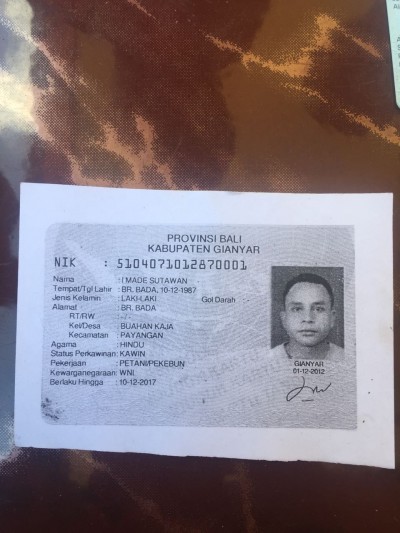 PROVINSI BALI
KABUPATEN GIANYAR
NIK : 5104071012870001
Nama : I MADE SUTAWAN
Tempat/Tgl Lahir : BR. BADA, 10-12-1987
Jenis Kelamin : LAKI-LAKI Gol Darah -
Alamat : BR. BADA
RT/RW : -/-
Kel/Desa : BUAHAN KAJA
Kecamatan : PAYANGAN
Agama : HINDU
Status Perkawinan: KAWIN
Pekerjaan : PETANI/PEKEBUN
Kewarganegaraan: WNI
Berlaku Hingga : 10-12-2017
GIANYAR
01-12-2012